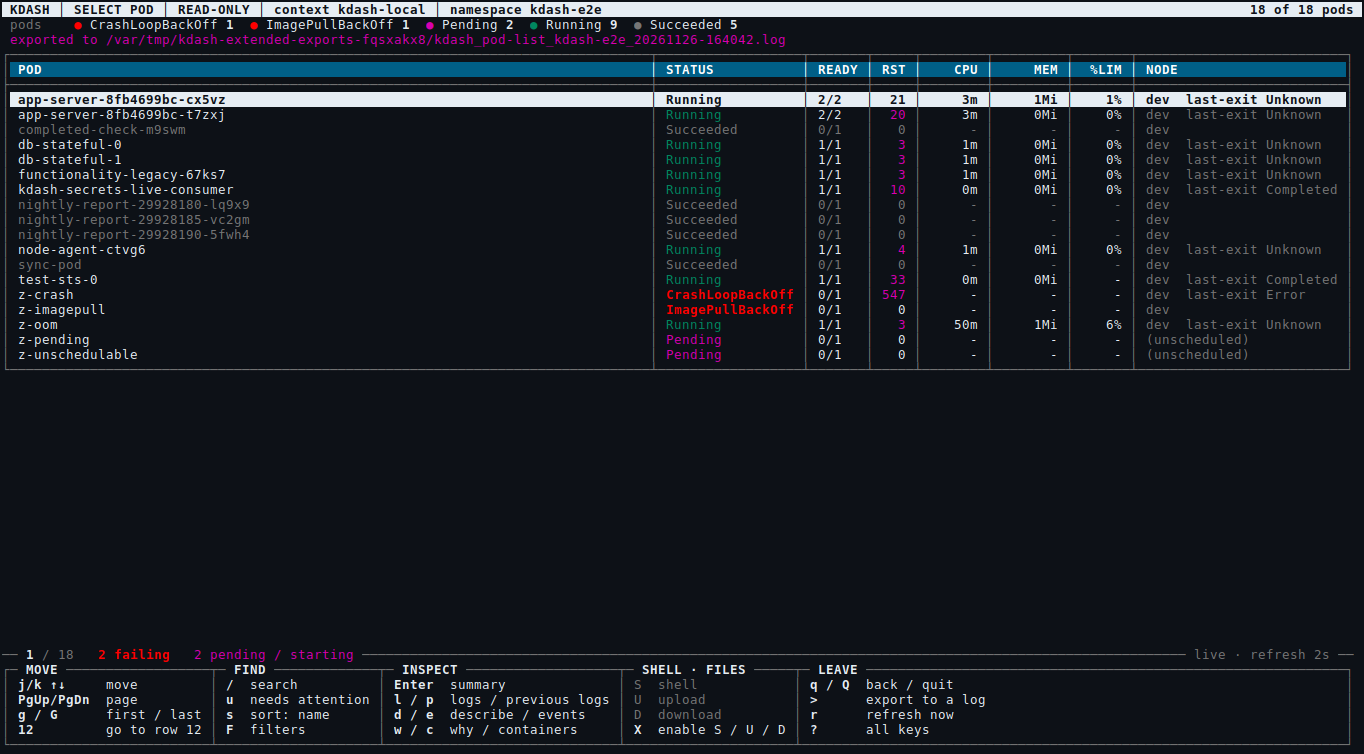 KDASH │ SELECT POD │ READ-ONLY │ context kdash-local │ namespace kdash-e2e 18 of 18 pods
pods ● CrashLoopBackOff 1 ● ImagePullBackOff 1 ● Pending 2 ● Running 9 ● Succeeded 5
exported to /var/tmp/kdash-extended-exports-fqsxakx8/kdash_pod-list_kdash-e2e_20261126-164042.log
POD │ STATUS │ READY │ RST │ CPU │ MEM │ %LIM │ NODE
app-server-8fb4699bc-cx5vz │ Running │ 2/2 │ 21 │ 3m │ 1Mi │ 1% │ dev last-exit Unknown
app-server-8fb4699bc-t7zxj │ Running │ 2/2 │ 20 │ 3m │ 0Mi │ 0% │ dev last-exit Unknown
completed-check-m9swm │ Succeeded │ 0/1 │ 0 │ - │ - │ - │ dev
db-stateful-0 │ Running │ 1/1 │ 3 │ 1m │ 0Mi │ 0% │ dev last-exit Unknown
db-stateful-1 │ Running │ 1/1 │ 3 │ 1m │ 0Mi │ 0% │ dev last-exit Unknown
functionality-legacy-67ks7 │ Running │ 1/1 │ 3 │ 1m │ 0Mi │ 0% │ dev last-exit Unknown
kdash-secrets-live-consumer │ Running │ 1/1 │ 10 │ 0m │ 0Mi │ 0% │ dev last-exit Completed
nightly-report-29928180-lq9x9 │ Succeeded │ 0/1 │ 0 │ - │ - │ - │ dev
nightly-report-29928185-vc2gm │ Succeeded │ 0/1 │ 0 │ - │ - │ - │ dev
nightly-report-29928190-5fwh4 │ Succeeded │ 0/1 │ 0 │ - │ - │ - │ dev
node-agent-ctvg6 │ Running │ 1/1 │ 4 │ 1m │ 0Mi │ 0% │ dev last-exit Unknown
sync-pod │ Succeeded │ 0/1 │ 0 │ - │ - │ - │ dev
test-sts-0 │ Running │ 1/1 │ 33 │ 0m │ 0Mi │ - │ dev last-exit Completed
z-crash │ CrashLoopBackOff │ 0/1 │ 547 │ - │ - │ - │ dev last-exit Error
z-imagepull │ ImagePullBackOff │ 0/1 │ 0 │ - │ - │ - │ dev
z-oom │ Running │ 1/1 │ 3 │ 50m │ 1Mi │ 6% │ dev last-exit Unknown
z-pending │ Pending │ 0/1 │ 0 │ - │ - │ - │ (unscheduled)
z-unschedulable │ Pending │ 0/1 │ 0 │ - │ - │ - │ (unscheduled)
1 / 18 2 failing 2 pending / starting live · refresh 2s
MOVE FIND INSPECT SHELL · FILES LEAVE
j/k ↑↓ move │ / search │ Enter summary │ S shell │ q / Q back / quit
PgUp/PgDn page │ u needs attention │ l / p logs / previous logs │ U upload │ > export to a log
g / G first / last │ s sort: name │ d / e describe / events │ D download │ r refresh now
12 go to row 12 │ F filters │ w / c why / containers │ X enable S / U / D │ ? all keys